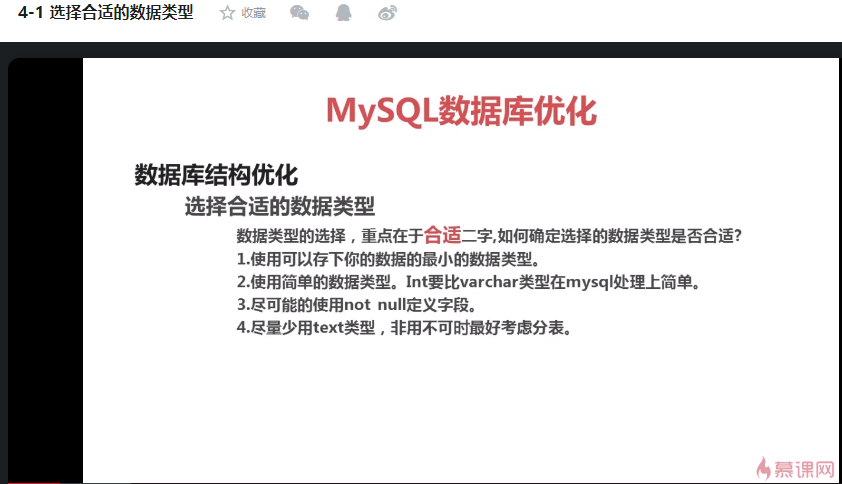 4-1 选择合适的数据类型 收藏
MySQL数据库优化
数据库结构优化
选择合适的数据类型
数据类型的选择，重点在于合适二字,如何确定选择的数据类型是否合适?
1.使用可以存下你的数据的最小的数据类型。
2.使用简单的数据类型。Int要比varchar类型在mysql处理上简单。
3.尽可能的使用not null定义字段。
4.尽量少用text类型，非用不可时最好考虑分表。
慕课网